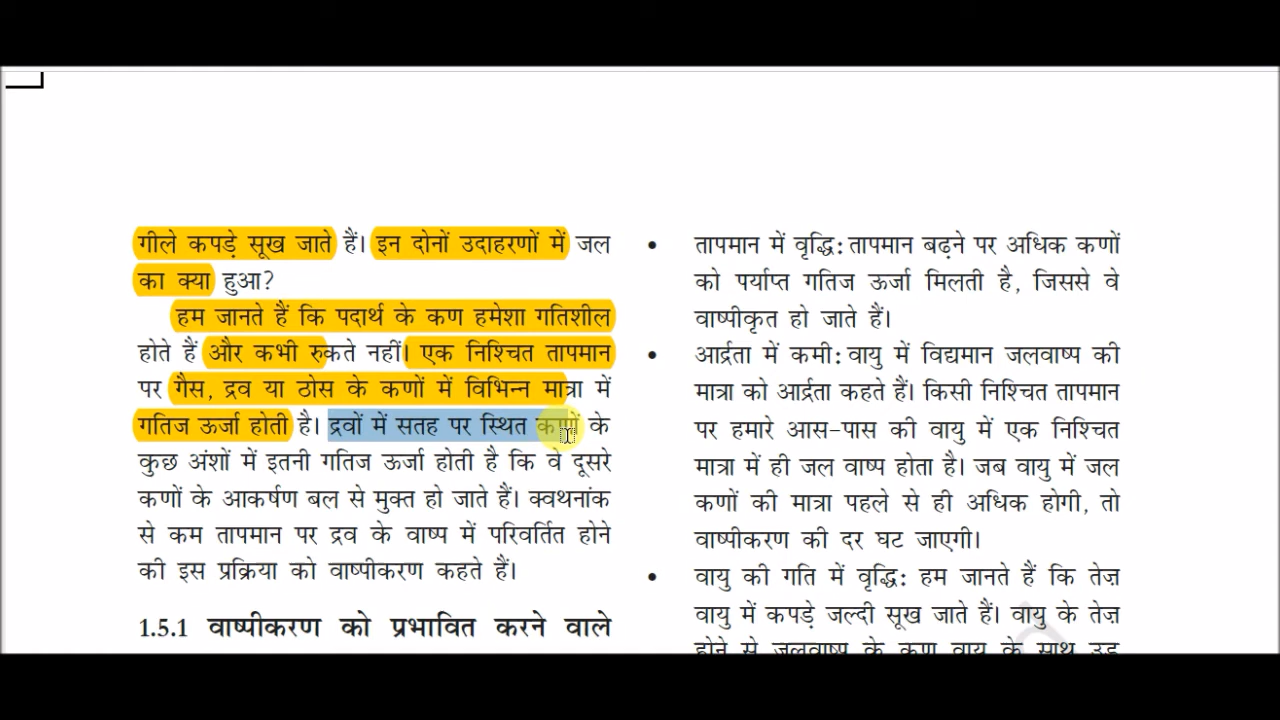 गीले कपड़े सूख जाते हैं। इन दोनों उदाहरणों में जल
का क्या हुआ?
हम जानते हैं कि पदार्थ के कण हमेशा गतिशील
होते हैं और कभी रुकते नहीं। एक निश्चित तापमान
पर गैस, द्रव या ठोस के कणों में विभिन्न मात्रा में
गतिज ऊर्जा होती है। द्रवों में सतह पर स्थित कणों के
कुछ अंशों में इतनी गतिज ऊर्जा होती है कि वे दूसरे
कणों के आकर्षण बल से मुक्त हो जाते हैं। क्वथनांक
से कम तापमान पर द्रव के वाष्प में परिवर्तित होने
की इस प्रक्रिया को वाष्पीकरण कहते हैं।
1.5.1 वाष्पीकरण को प्रभावित करने वाले
• तापमान में वृद्धि: तापमान बढ़ने पर अधिक कणों
को पर्याप्त गतिज ऊर्जा मिलती है, जिससे वे
वाष्पीकृत हो जाते हैं।
• आर्द्रता में कमी: वायु में विद्यमान जलवाष्प की
मात्रा को आर्द्रता कहते हैं। किसी निश्चित तापमान
पर हमारे आस-पास की वायु में एक निश्चित
मात्रा में ही जल वाष्प होता है। जब वायु में जल
कणों की मात्रा पहले से ही अधिक होगी, तो
वाष्पीकरण की दर घट जाएगी।
• वायु की गति में वृद्धि: हम जानते हैं कि तेज़
वायु में कपड़े जल्दी सूख जाते हैं। वायु के तेज़
होने से जलवाष्प के कण वायु के साथ उड़